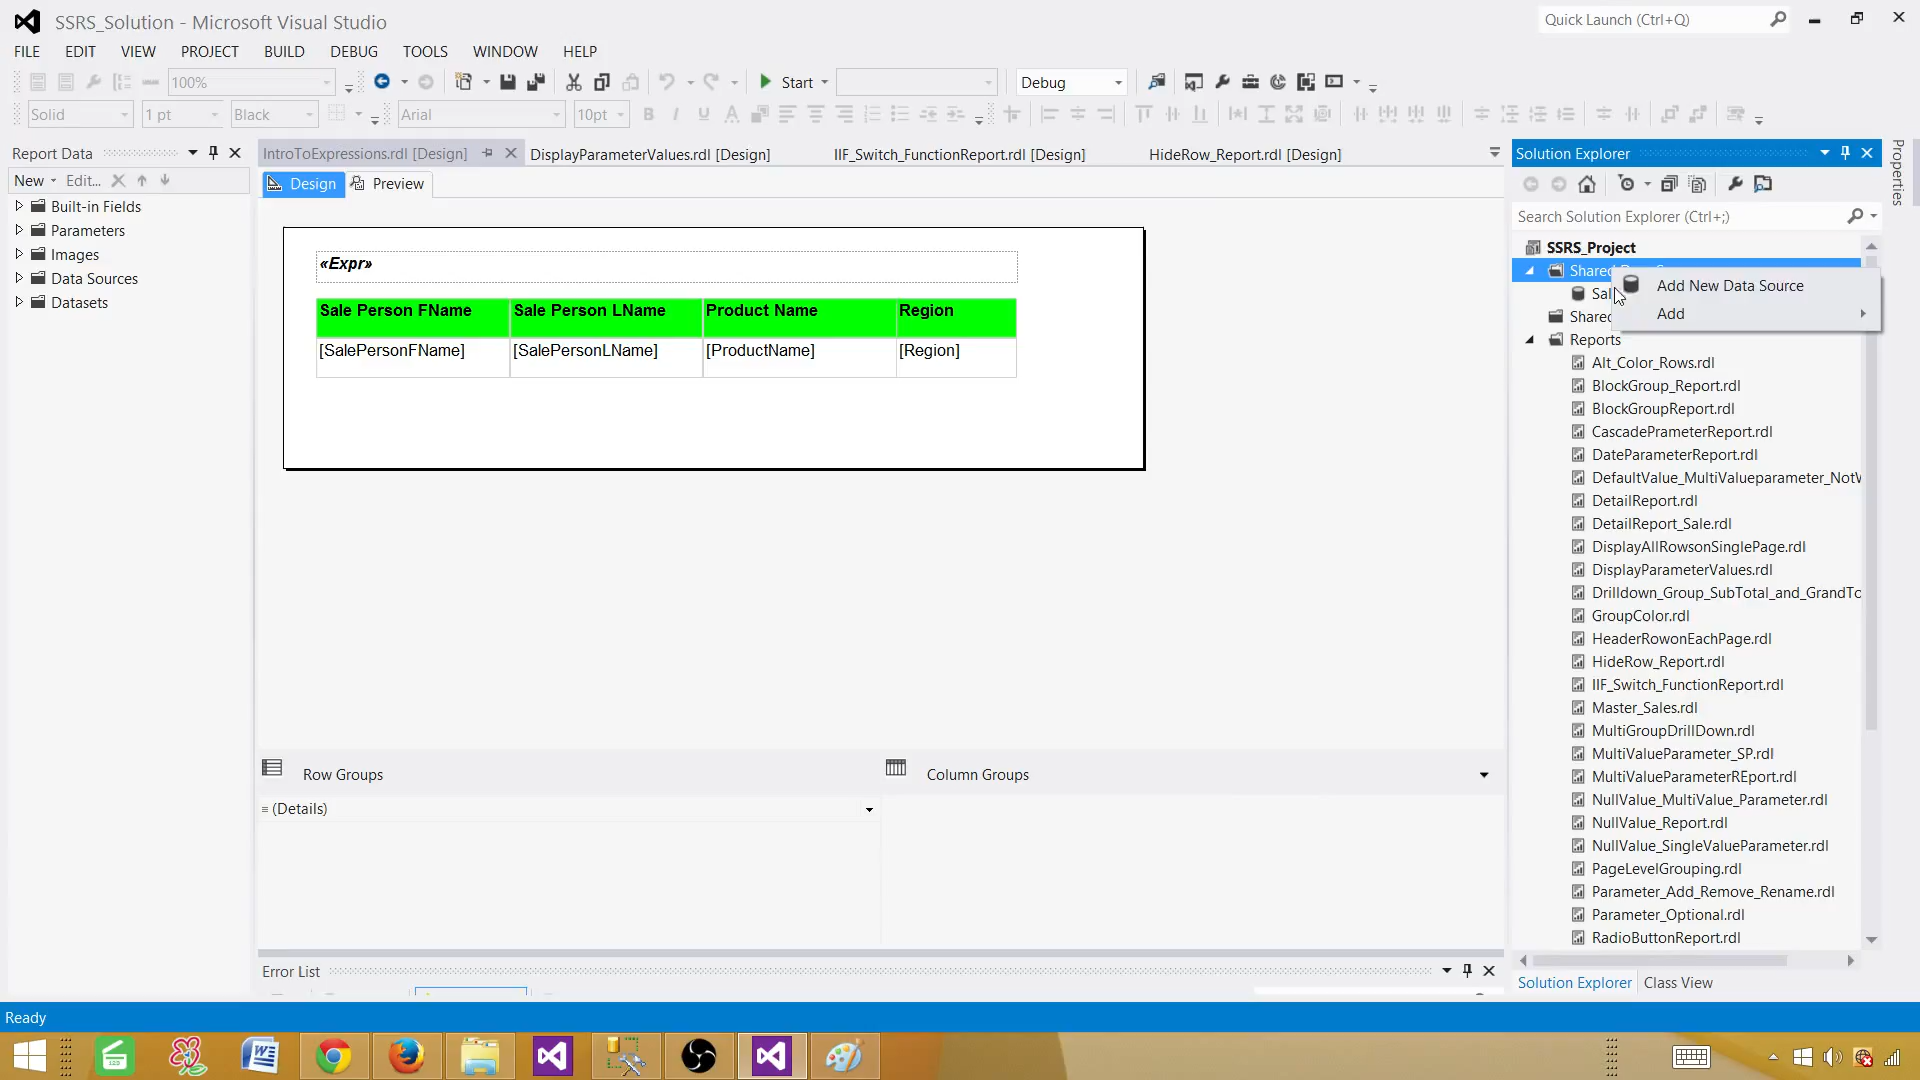 SSRS_Solution - Microsoft Visual Studio
Quick Launch (Ctrl+Q)
FILE EDIT VIEW PROJECT BUILD DEBUG TOOLS WINDOW HELP
100% Start Debug
Solid 1 pt Black Arial 10pt
Report Data
New Edit...
Built-in Fields
Parameters
Images
Data Sources
Datasets
IntroToExpressions.rdl [Design] DisplayParameterValues.rdl [Design] IIF_Switch_FunctionReport.rdl [Design] HideRow_Report.rdl [Design]
Design Preview
«Expr»
Sale Person FName Sale Person LName Product Name Region
[SalePersonFName] [SalePersonLName] [ProductName] [Region]
Row Groups Column Groups
(Details)
Error List
Solution Explorer
Search Solution Explorer (Ctrl+;)
SSRS_Project
Shared
Add New Data Source
Add
Shared
Reports
Alt_Color_Rows.rdl
BlockGroup_Report.rdl
BlockGroupReport.rdl
CascadePrameterReport.rdl
DateParameterReport.rdl
DefaultValue_MultiValueparameter_NotW
DetailReport.rdl
DetailReport_Sale.rdl
DisplayAllRowsonSinglePage.rdl
DisplayParameterValues.rdl
Drilldown_Group_SubTotal_and_GrandTo
GroupColor.rdl
HeaderRowonEachPage.rdl
HideRow_Report.rdl
IIF_Switch_FunctionReport.rdl
Master_Sales.rdl
MultiGroupDrillDown.rdl
MultiValueParameter_SP.rdl
MultiValueParameterREport.rdl
NullValue_MultiValue_Parameter.rdl
NullValue_Report.rdl
NullValue_SingleValueParameter.rdl
PageLevelGrouping.rdl
Parameter_Add_Remove_Rename.rdl
Parameter_Optional.rdl
RadioButtonReport.rdl
Solution Explorer Class View
Properties
Ready